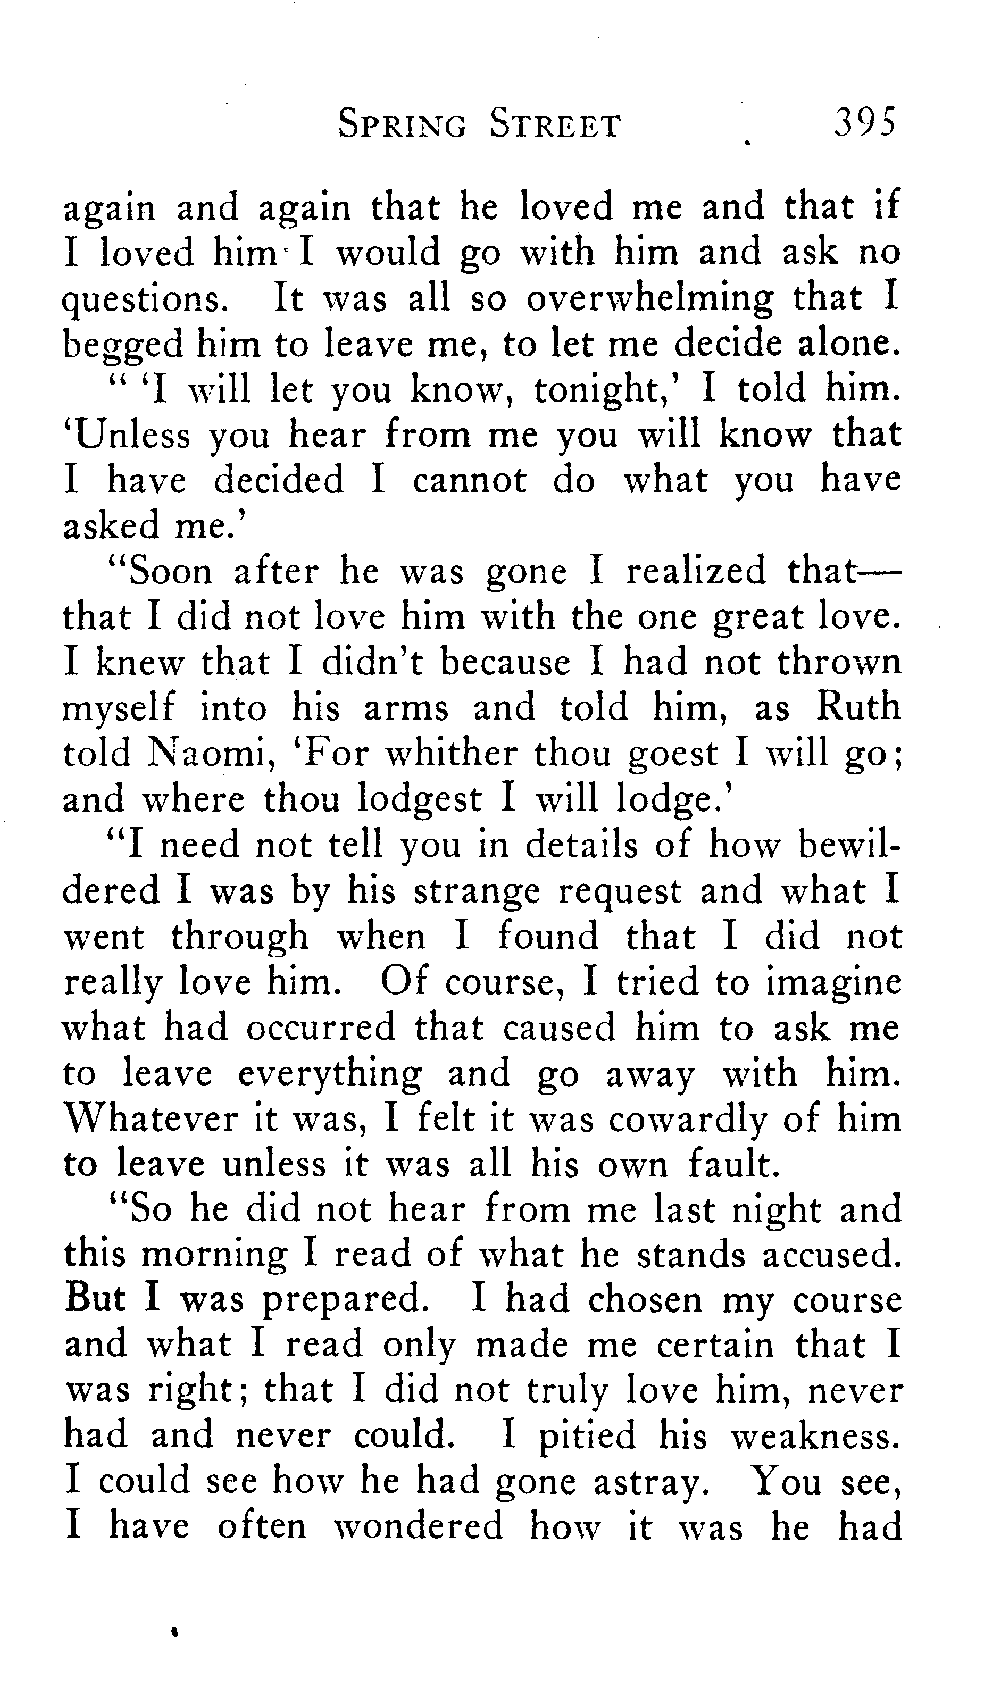 SPRING STREET 395
again and again that he loved me and that if
I loved him I would go with him and ask no
questions. It was all so overwhelming that I
begged him to leave me, to let me decide alone.
" 'I will let you know, tonight,' I told him.
'Unless you hear from me you will know that
I have decided I cannot do what you have
asked me.'
"Soon after he was gone I realized that—
that I did not love him with the one great love.
I knew that I didn't because I had not thrown
myself into his arms and told him, as Ruth
told Naomi, 'For whither thou goest I will go;
and where thou lodgest I will lodge.'
"I need not tell you in details of how bewil-
dered I was by his strange request and what I
went through when I found that I did not
really love him. Of course, I tried to imagine
what had occurred that caused him to ask me
to leave everything and go away with him.
Whatever it was, I felt it was cowardly of him
to leave unless it was all his own fault.
"So he did not hear from me last night and
this morning I read of what he stands accused.
But I was prepared. I had chosen my course
and what I read only made me certain that I
was right; that I did not truly love him, never
had and never could. I pitied his weakness.
I could see how he had gone astray. You see,
I have often wondered how it was he had